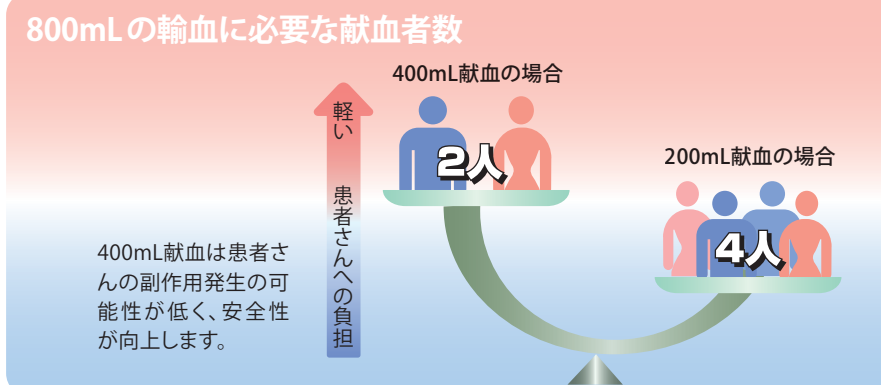 800mLの輸血に必要な献血者数
400mL献血の場合
2人
200mL献血の場合
4人
軽い 患者さんへの負担
400mL献血は患者さ
んの副作用発生の可
能性が低く、安全性
が向上します。